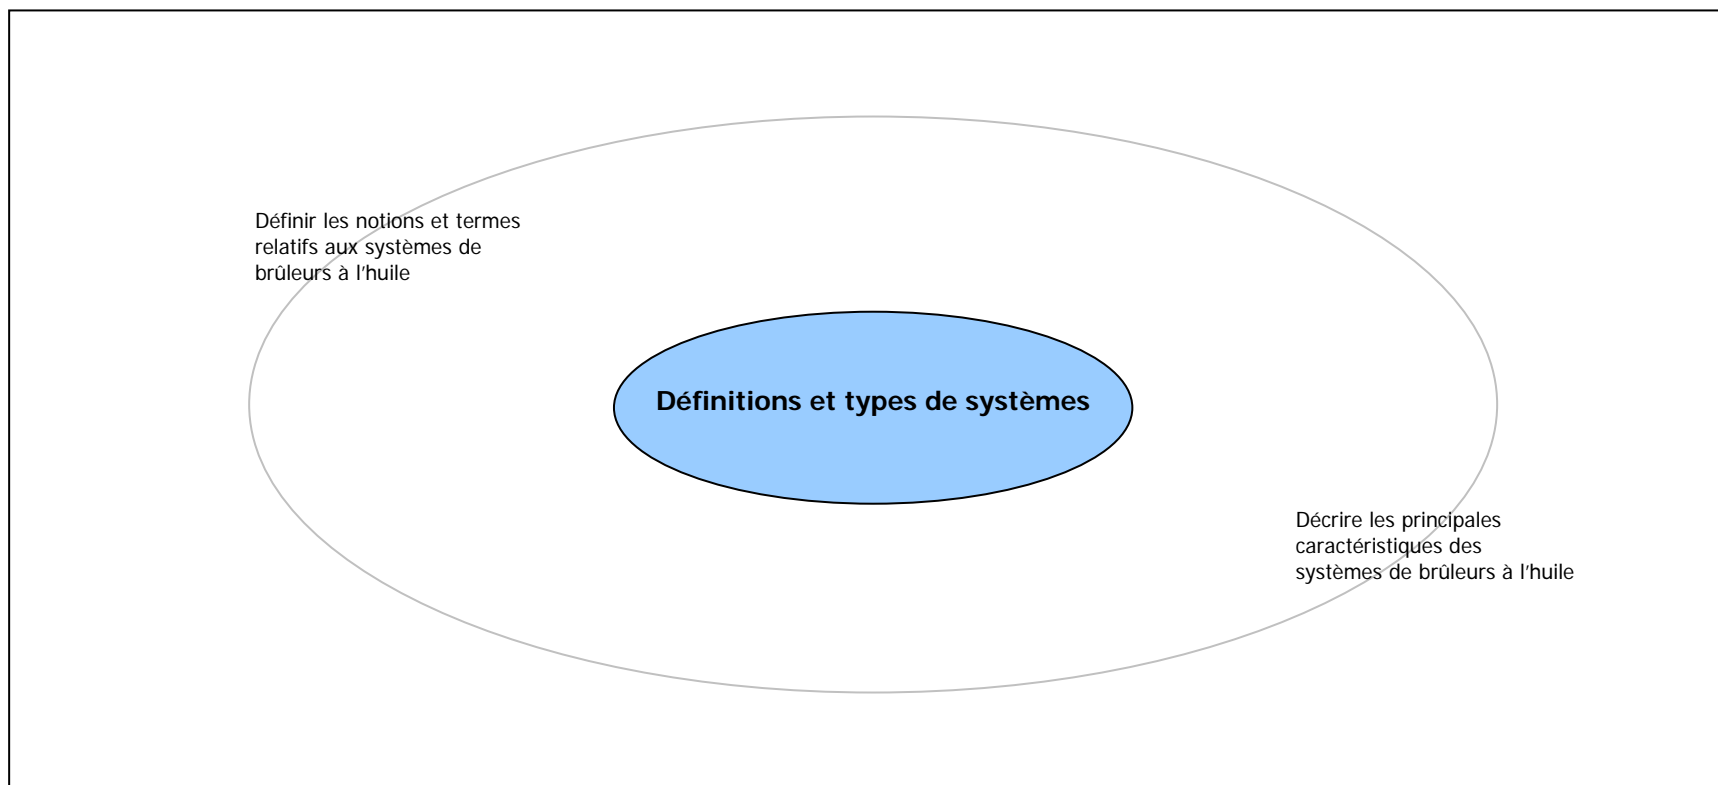 Définir les notions et termes
relatifs aux systèmes de
brûleurs à l'huile
Définitions et types de systèmes
Décrire les principales
caractéristiques des
systèmes de brûleurs à l'huile